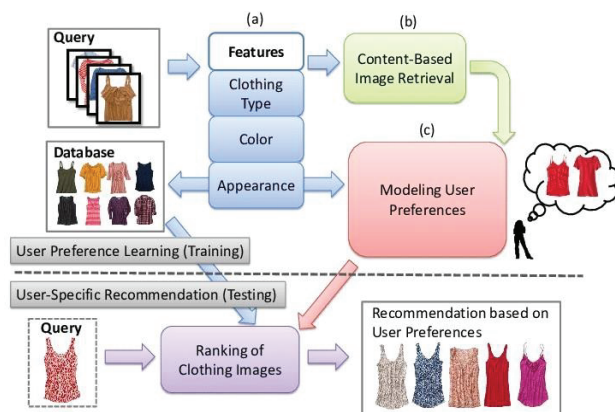 (a)
(b)
Query
Features
Content-Based
Image Retrieval
Clothing
Type
Color
(c)
Database
Appearance
Modeling User
Preferences
User Preference Learning (Training)
User-Specific Recommendation (Testing)
Query
Ranking of
Clothing Images
Recommendation based on
User Preferences